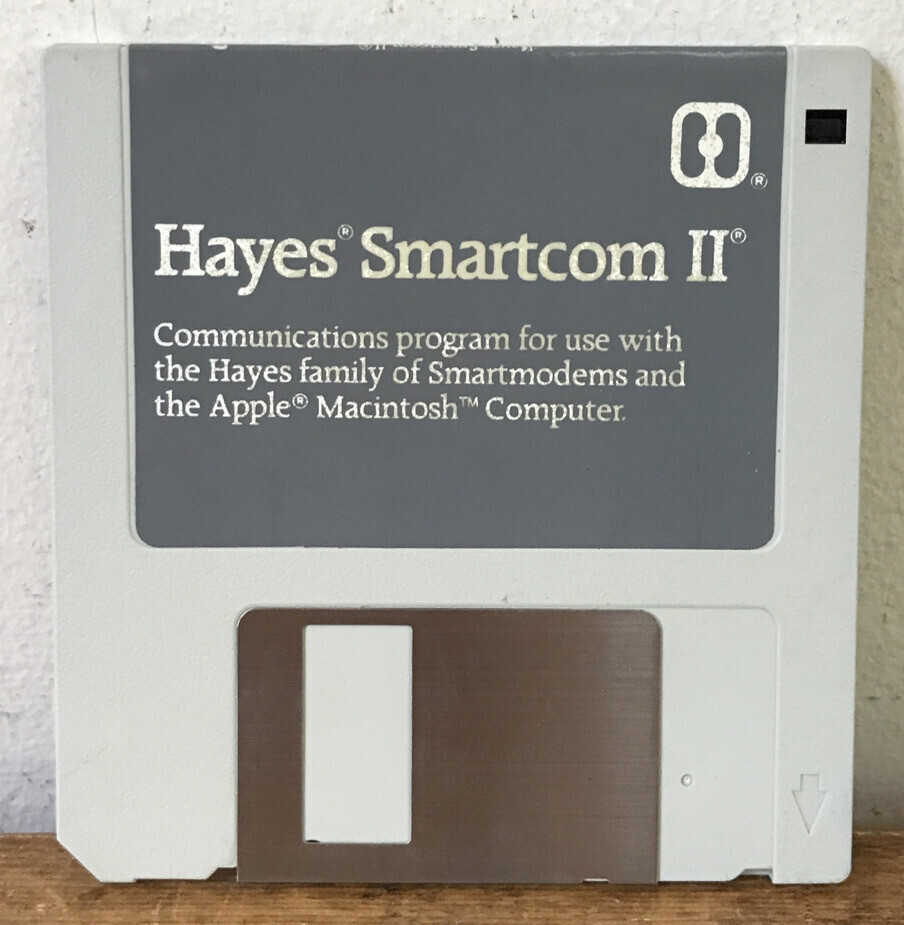 Hayes® Smartcom II®
Communications program for use with
the Hayes family of Smartmodems and
the Apple® Macintosh™ Computer.
®